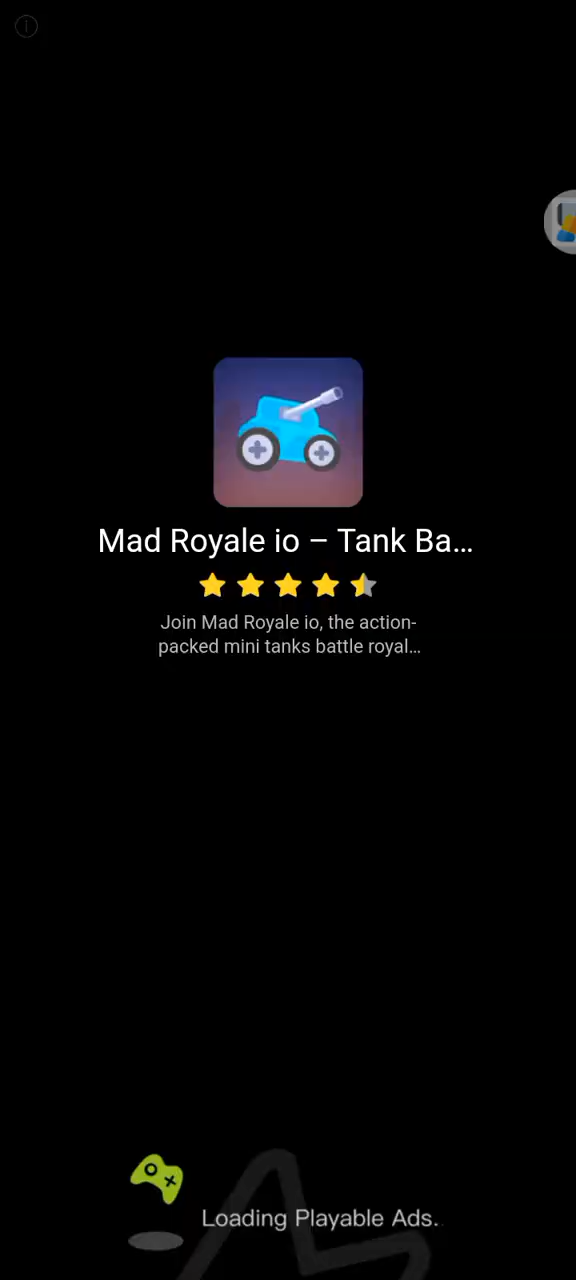 Mad Royale io – Tank Ba...
Join Mad Royale io, the action-
packed mini tanks battle royal...
Loading Playable Ads.